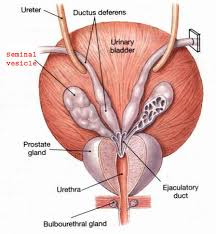 Ureter
Ductus deferens
Urinary
bladder
Seminal
vesicle
Prostate
gland
Urethra
Ejaculatory
duct
Bulbourethral gland